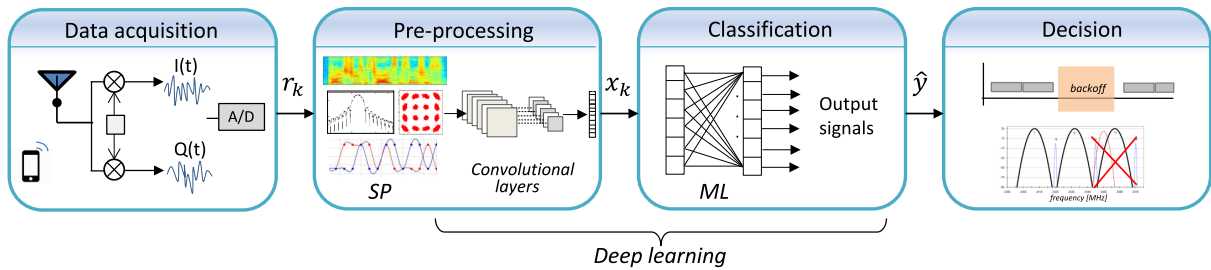 Data acquisition
I(t)
A/D
Q(t)
r_k
Pre-processing
SP
Convolutional
layers
x_k
Classification
ML
Output
signals
ŷ
Decision
backoff
frequency [MHz]
Deep learning